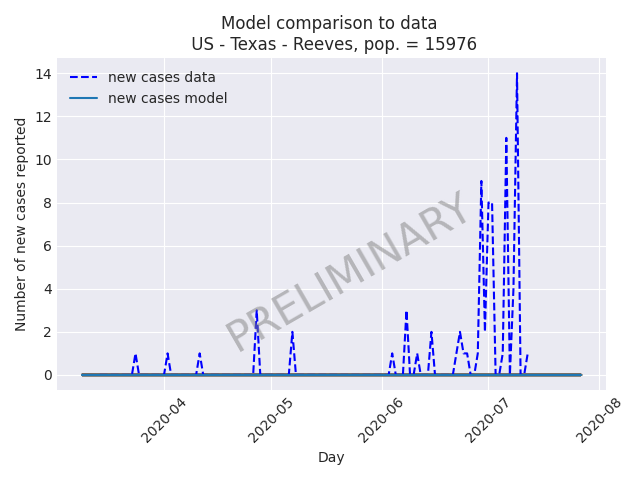 Model comparison to data
US - Texas - Reeves, pop. = 15976
new cases data
new cases model
Number of new cases reported
14
12
10
8
6
4
2
0
PRELIMINARY
2020-04
2020-05
2020-06
2020-07
2020-08
Day